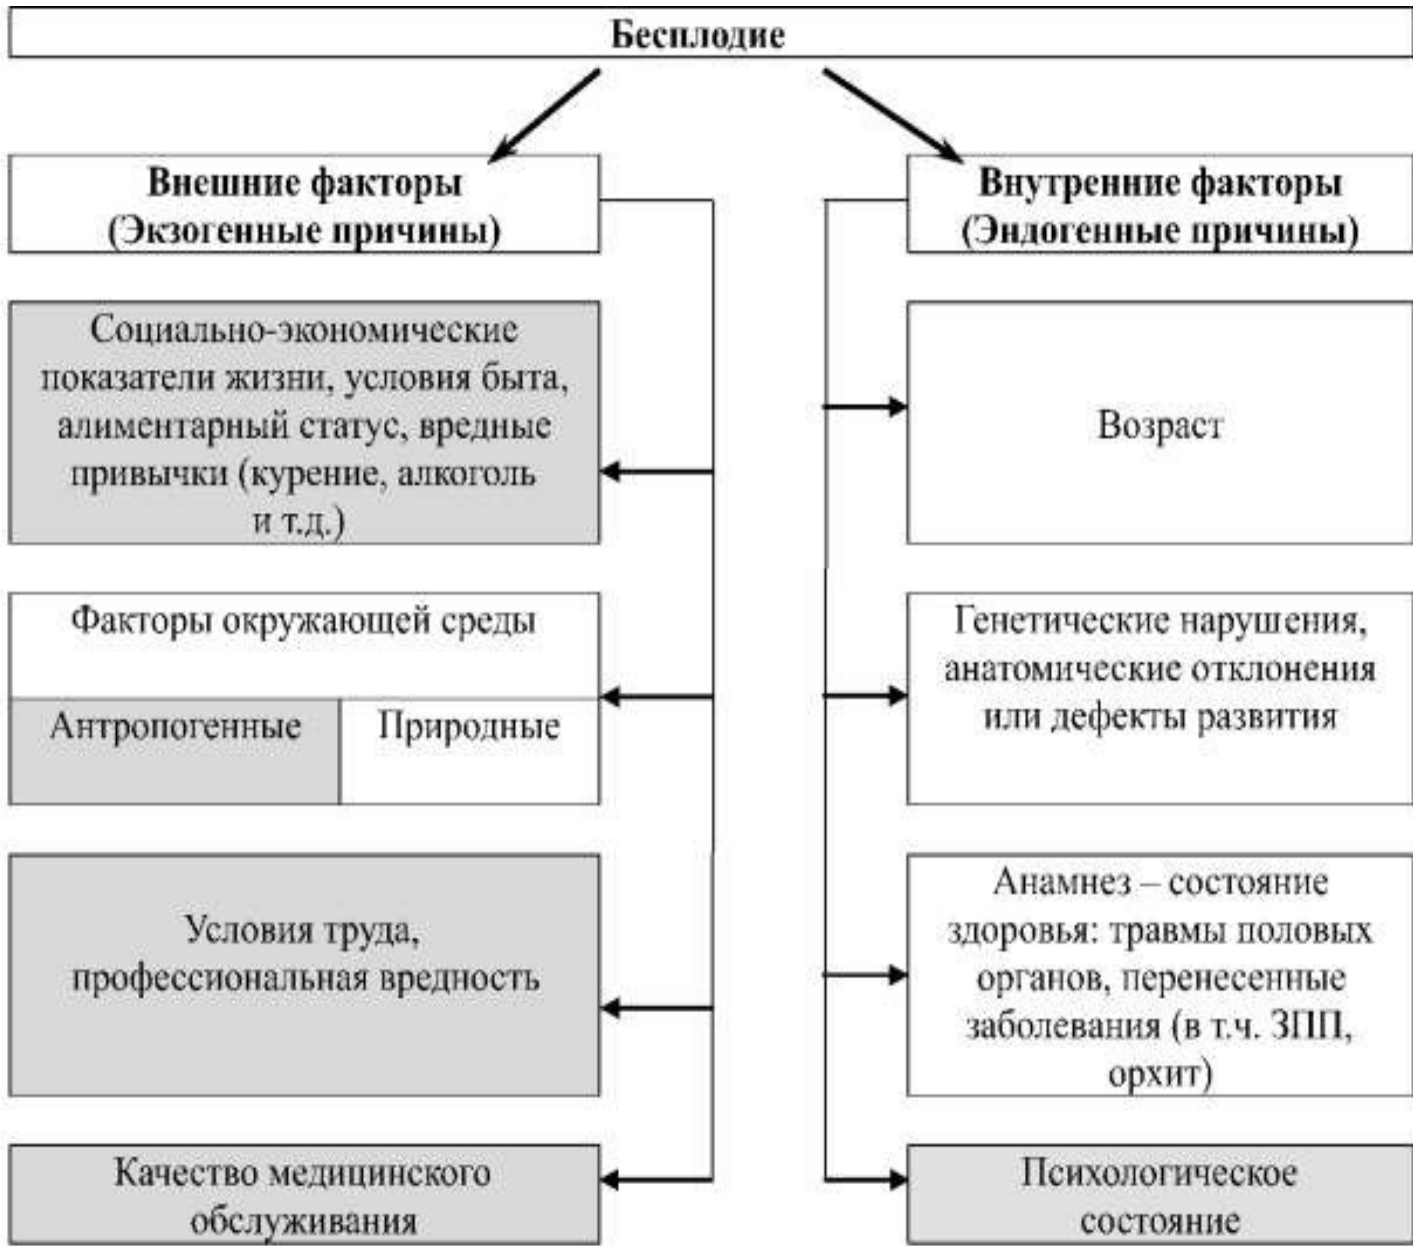 Бесплодие
Внешние факторы
(Экзогенные причины)
Социально-экономические
показатели жизни, условия быта,
алиментарный статус, вредные
привычки (курение, алкоголь
и т.д.)
Факторы окружающей среды
Антропогенные
Природные
Условия труда,
профессиональная вредность
Качество медицинского
обслуживания
Внутренние факторы
(Эндогенные причины)
Возраст
Генетические нарушения,
анатомические отклонения
или дефекты развития
Анамнез – состояние
здоровья: травмы половых
органов, перенесенные
заболевания (в т.ч. ЗПП,
орхит)
Психологическое
состояние